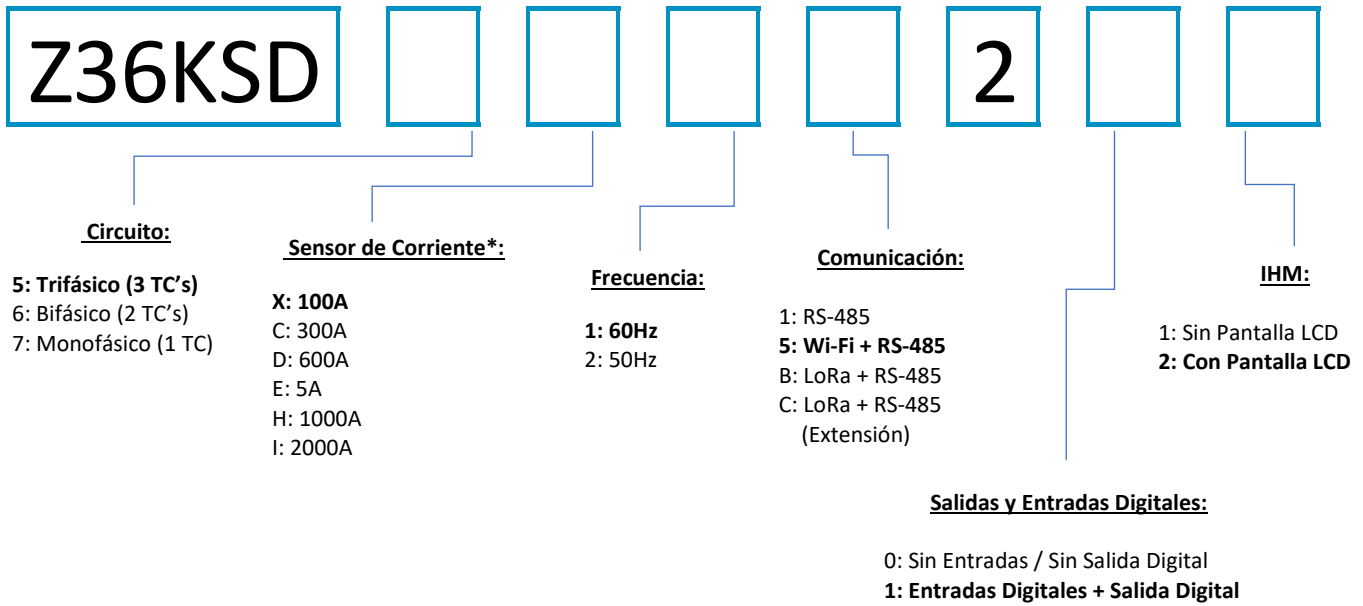 Z36KSD 2
Circuito:
5: Trifásico (3 TC’s)
6: Bifásico (2 TC’s)
7: Monofásico (1 TC)
Sensor de Corriente*:
X: 100A
C: 300A
D: 600A
E: 5A
H: 1000A
I: 2000A
Frecuencia:
1: 60Hz
2: 50Hz
Comunicación:
1: RS-485
5: Wi-Fi + RS-485
B: LoRa + RS-485
C: LoRa + RS-485
(Extensión)
IHM:
1: Sin Pantalla LCD
2: Con Pantalla LCD
Salidas y Entradas Digitales:
0: Sin Entradas / Sin Salida Digital
1: Entradas Digitales + Salida Digital